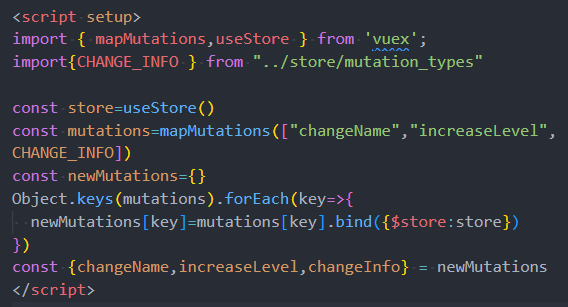 <script setup>
import { mapMutations,useStore } from 'vuex';
import{CHANGE_INFO } from "../store/mutation_types"
const store=useStore()
const mutations=mapMutations(["changeName","increaseLevel",
CHANGE_INFO])
const newMutations={}
Object.keys(mutations).forEach(key=>{
  newMutations[key]=mutations[key].bind({$store:store})
})
const {changeName,increaseLevel,changeInfo} = newMutations
</script>